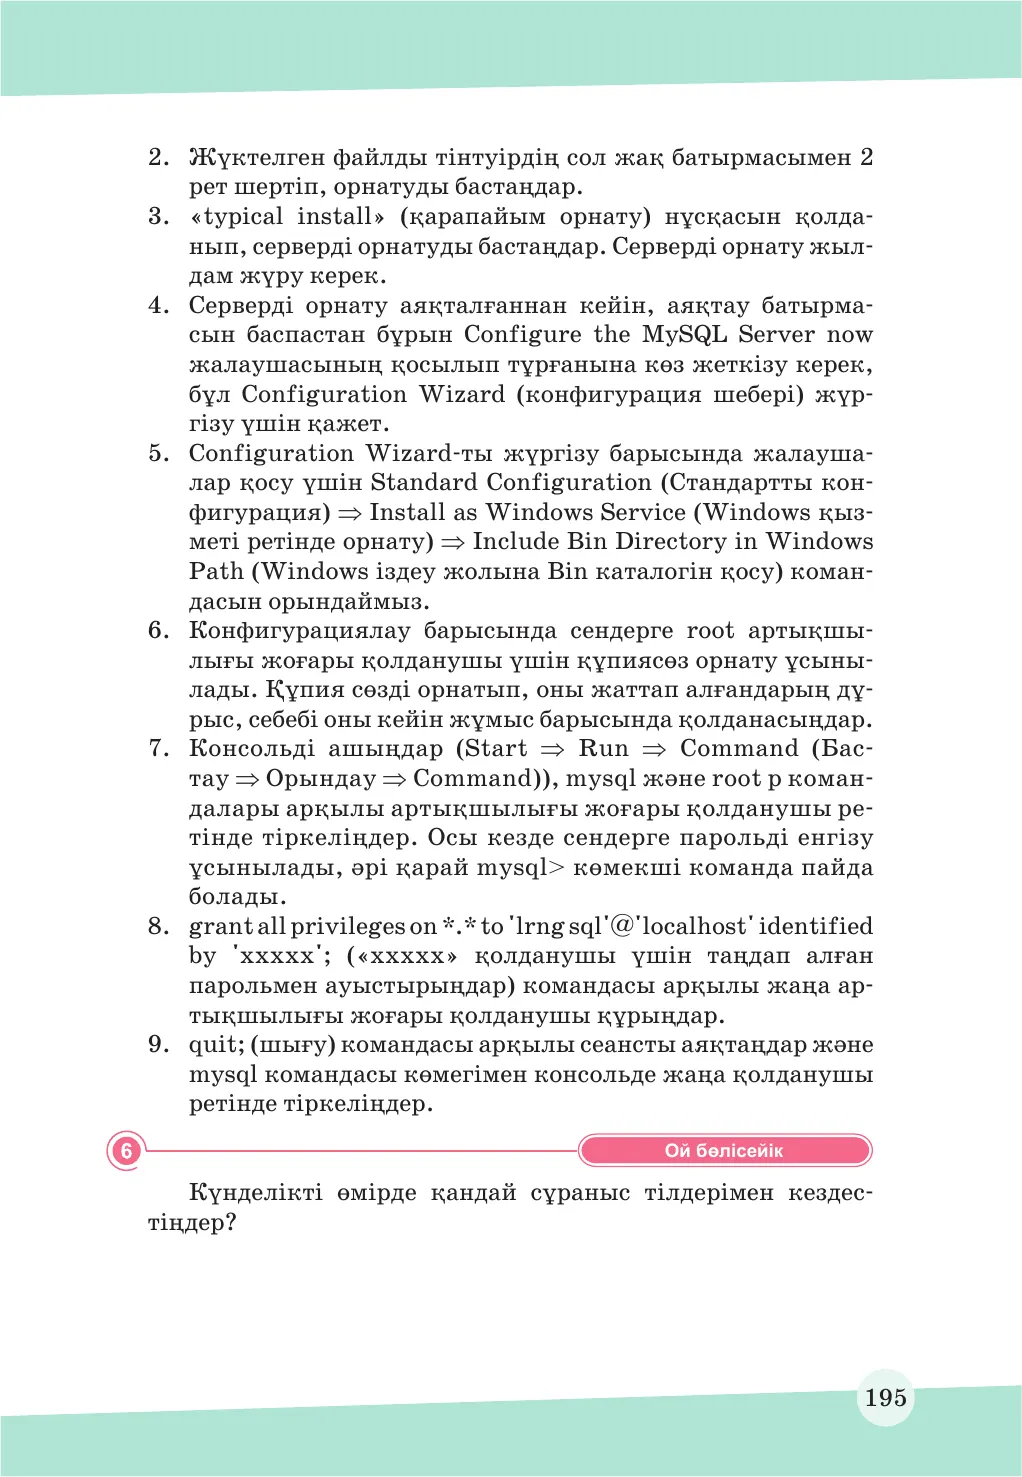 2. Жүктелген файлды тінтуірдің сол жақ батырмасымен 2
рет шертіп, орнатуды бастаңдар.
3. «typical install» (қарапайым орнату) нұсқасын қолда-
нып, серверді орнатуды бастаңдар. Серверді орнату жыл-
дам жүру керек.
4. Серверді орнату аяқталғаннан кейін, аяқтау батырма-
сын баспастан бұрын Configure the MySQL Server now
жалаушасының қосылып тұрғанына көз жеткізу керек,
бұл Configuration Wizard (конфигурация шебері) жүр-
гізу үшін қажет.
5. Configuration Wizard-ты жүргізу барысында жалауша-
лар қосу үшін Standard Configuration (Стандартты кон-
фигурация) ⇒ Install as Windows Service (Windows қыз-
меті ретінде орнату) ⇒ Include Bin Directory in Windows
Path (Windows іздеу жолына Bin каталогін қосу) коман-
дасын орындаймыз.
6. Конфигурациялау барысында сендерге root артықшы-
лығы жоғары қолданушы үшін құпиясөз орнату ұсыны-
лады. Құпия сөзді орнатып, оны жаттап алғандарың дұ-
рыс, себебі оны кейін жұмыс барысында қолданасыңдар.
7. Консольді ашыңдар (Start ⇒ Run ⇒ Command (Бас-
тау ⇒ Орындау ⇒ Command)), mysql және root p коман-
далары арқылы артықшылығы жоғары қолданушы ре-
тінде тіркеліңдер. Осы кезде сендерге парольді енгізу
ұсынылады, әрі қарай mysql> көмекші команда пайда
болады.
8. grant all privileges on *.* to 'lrng sql'@'localhost' identified
by 'xxxxx'; («xxxxx» қолданушы үшін таңдап алған
парольмен ауыстырыңдар) командасы арқылы жаңа ар-
тықшылығы жоғары қолданушы құрыңдар.
9. quit; (шығу) командасы арқылы сеансты аяқтаңдар және
mysql командасы көмегімен консольде жаңа қолданушы
ретінде тіркеліңдер.
6 Ой бөлісейік
Күнделікті өмірде қандай сұраныс тілдерімен кездес-
тіңдер?
195